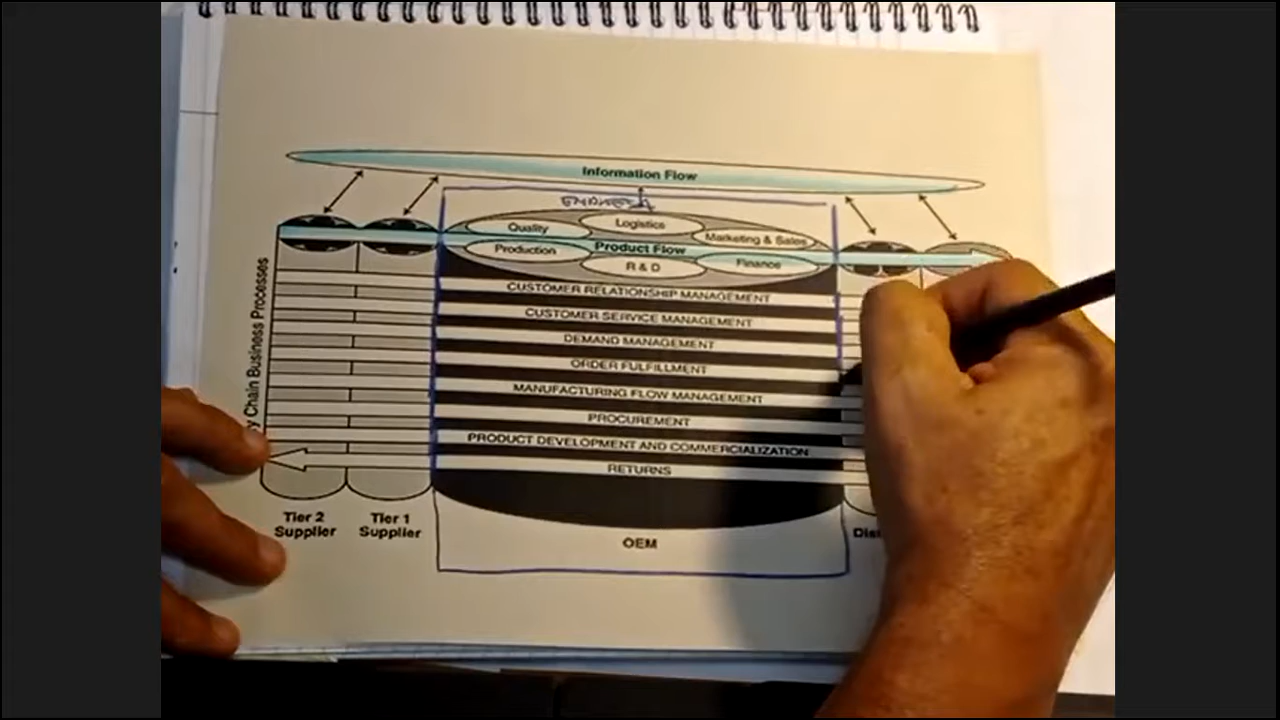 Information Flow
Logistics
Quality
Marketing & Sales
Product Flow
Production
Finance
R & D
y Chain Business Processes
CUSTOMER RELATIONSHIP MANAGEMENT
CUSTOMER SERVICE MANAGEMENT
DEMAND MANAGEMENT
ORDER FULFILLMENT
MANUFACTURING FLOW MANAGEMENT
PROCUREMENT
PRODUCT DEVELOPMENT AND COMMERCIALIZATION
RETURNS
Tier 2
Supplier
Tier 1
Supplier
OEM